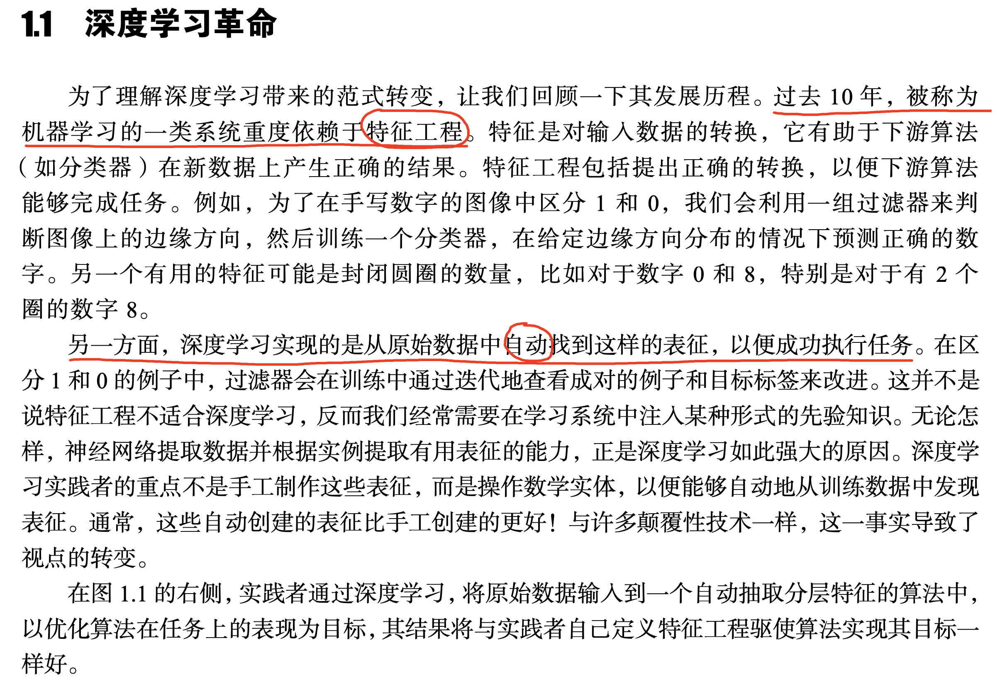 1.1 深度学习革命
为了理解深度学习带来的范式转变，让我们回顾一下其发展历程。过去 10 年，被称为
机器学习的一类系统重度依赖于特征工程。特征是对输入数据的转换，它有助于下游算法
（如分类器）在新数据上产生正确的结果。特征工程包括提出正确的转换，以便下游算法
能够完成任务。例如，为了在手写数字的图像中区分 1 和 0，我们会利用一组过滤器来判
断图像上的边缘方向，然后训练一个分类器，在给定边缘方向分布的情况下预测正确的数
字。另一个有用的特征可能是封闭圆圈的数量，比如对于数字 0 和 8，特别是对于有 2 个
圈的数字 8。
另一方面，深度学习实现的是从原始数据中自动找到这样的表征，以便成功执行任务。在区
分 1 和 0 的例子中，过滤器会在训练中通过迭代地查看成对的例子和目标标签来改进。这并不是
说特征工程不适合深度学习，反而我们经常需要在学习系统中注入某种形式的先验知识。无论怎
样，神经网络提取数据并根据实例提取有用表征的能力，正是深度学习如此强大的原因。深度学
习实践者的重点不是手工制作这些表征，而是操作数学实体，以便能够自动地从训练数据中发现
表征。通常，这些自动创建的表征比手工创建的更好！与许多颠覆性技术一样，这一事实导致了
视点的转变。
在图 1.1 的右侧，实践者通过深度学习，将原始数据输入到一个自动抽取分层特征的算法中，
以优化算法在任务上的表现为目标，其结果将与实践者自己定义特征工程驱使算法实现其目标一
样好。